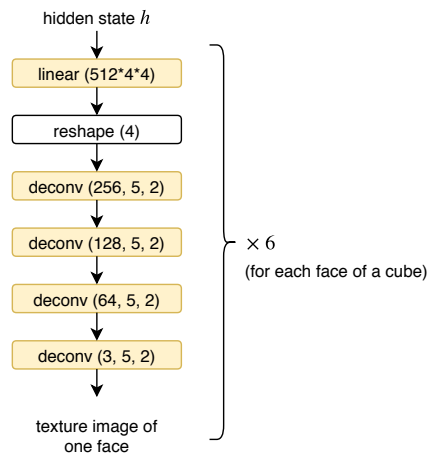 hidden state h
linear (512*4*4)
reshape (4)
deconv (256, 5, 2)
deconv (128, 5, 2)
deconv (64, 5, 2)
deconv (3, 5, 2)
texture image of
one face
× 6
(for each face of a cube)